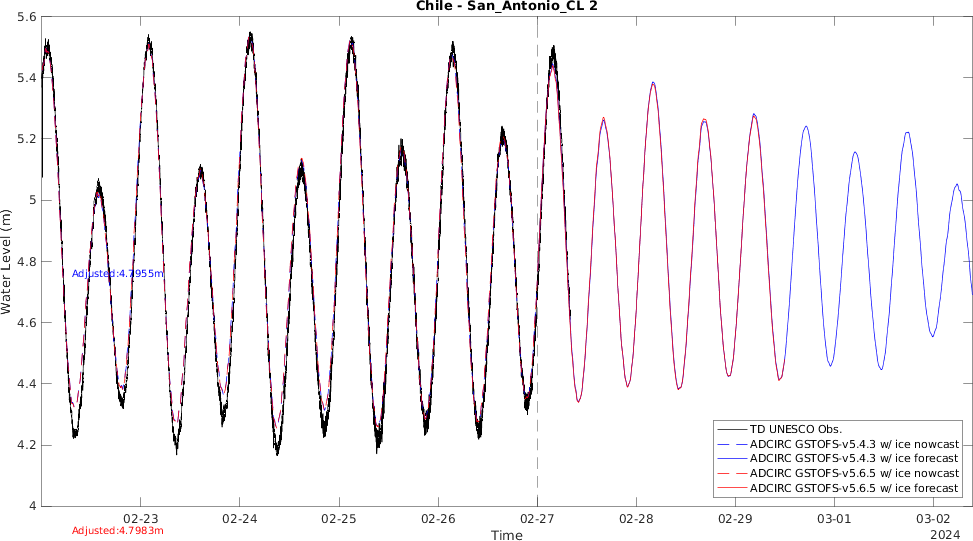 Chile - San_Antonio_CL 2
5.6
5.4
5.2
5
4.8
4.6
4.4
4.2
4
Water Level (m)
Adjusted:4.7955m
Adjusted:4.7983m
TD UNESCO Obs.
ADCIRC GSTOFS-v5.4.3 w/ ice nowcast
ADCIRC GSTOFS-v5.4.3 w/ ice forecast
ADCIRC GSTOFS-v5.6.5 w/ ice nowcast
ADCIRC GSTOFS-v5.6.5 w/ ice forecast
02-23 02-24 02-25 02-26 02-27 02-28 02-29 03-01 03-02
2024
Time